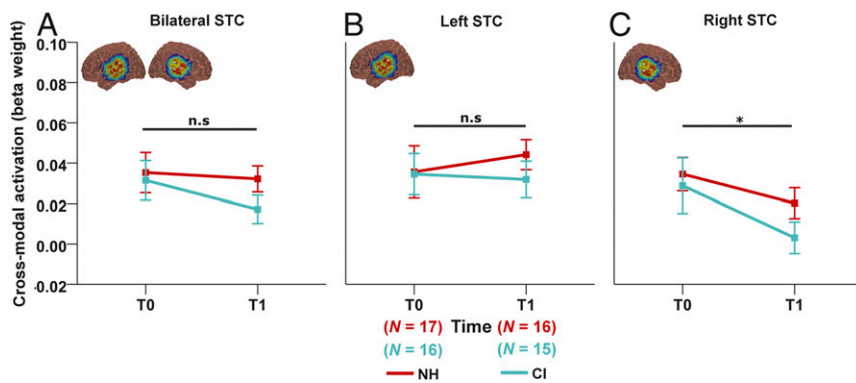 A Bilateral STC
B Left STC
C Right STC
Cross-modal activation (beta weight)
0.10
0.08
0.06
0.04
0.02
0.00
-0.02
n.s
n.s
*
T0 T1
T0 T1
T0 T1
(N = 17) Time (N = 16)
(N = 16) (N = 15)
NH CI